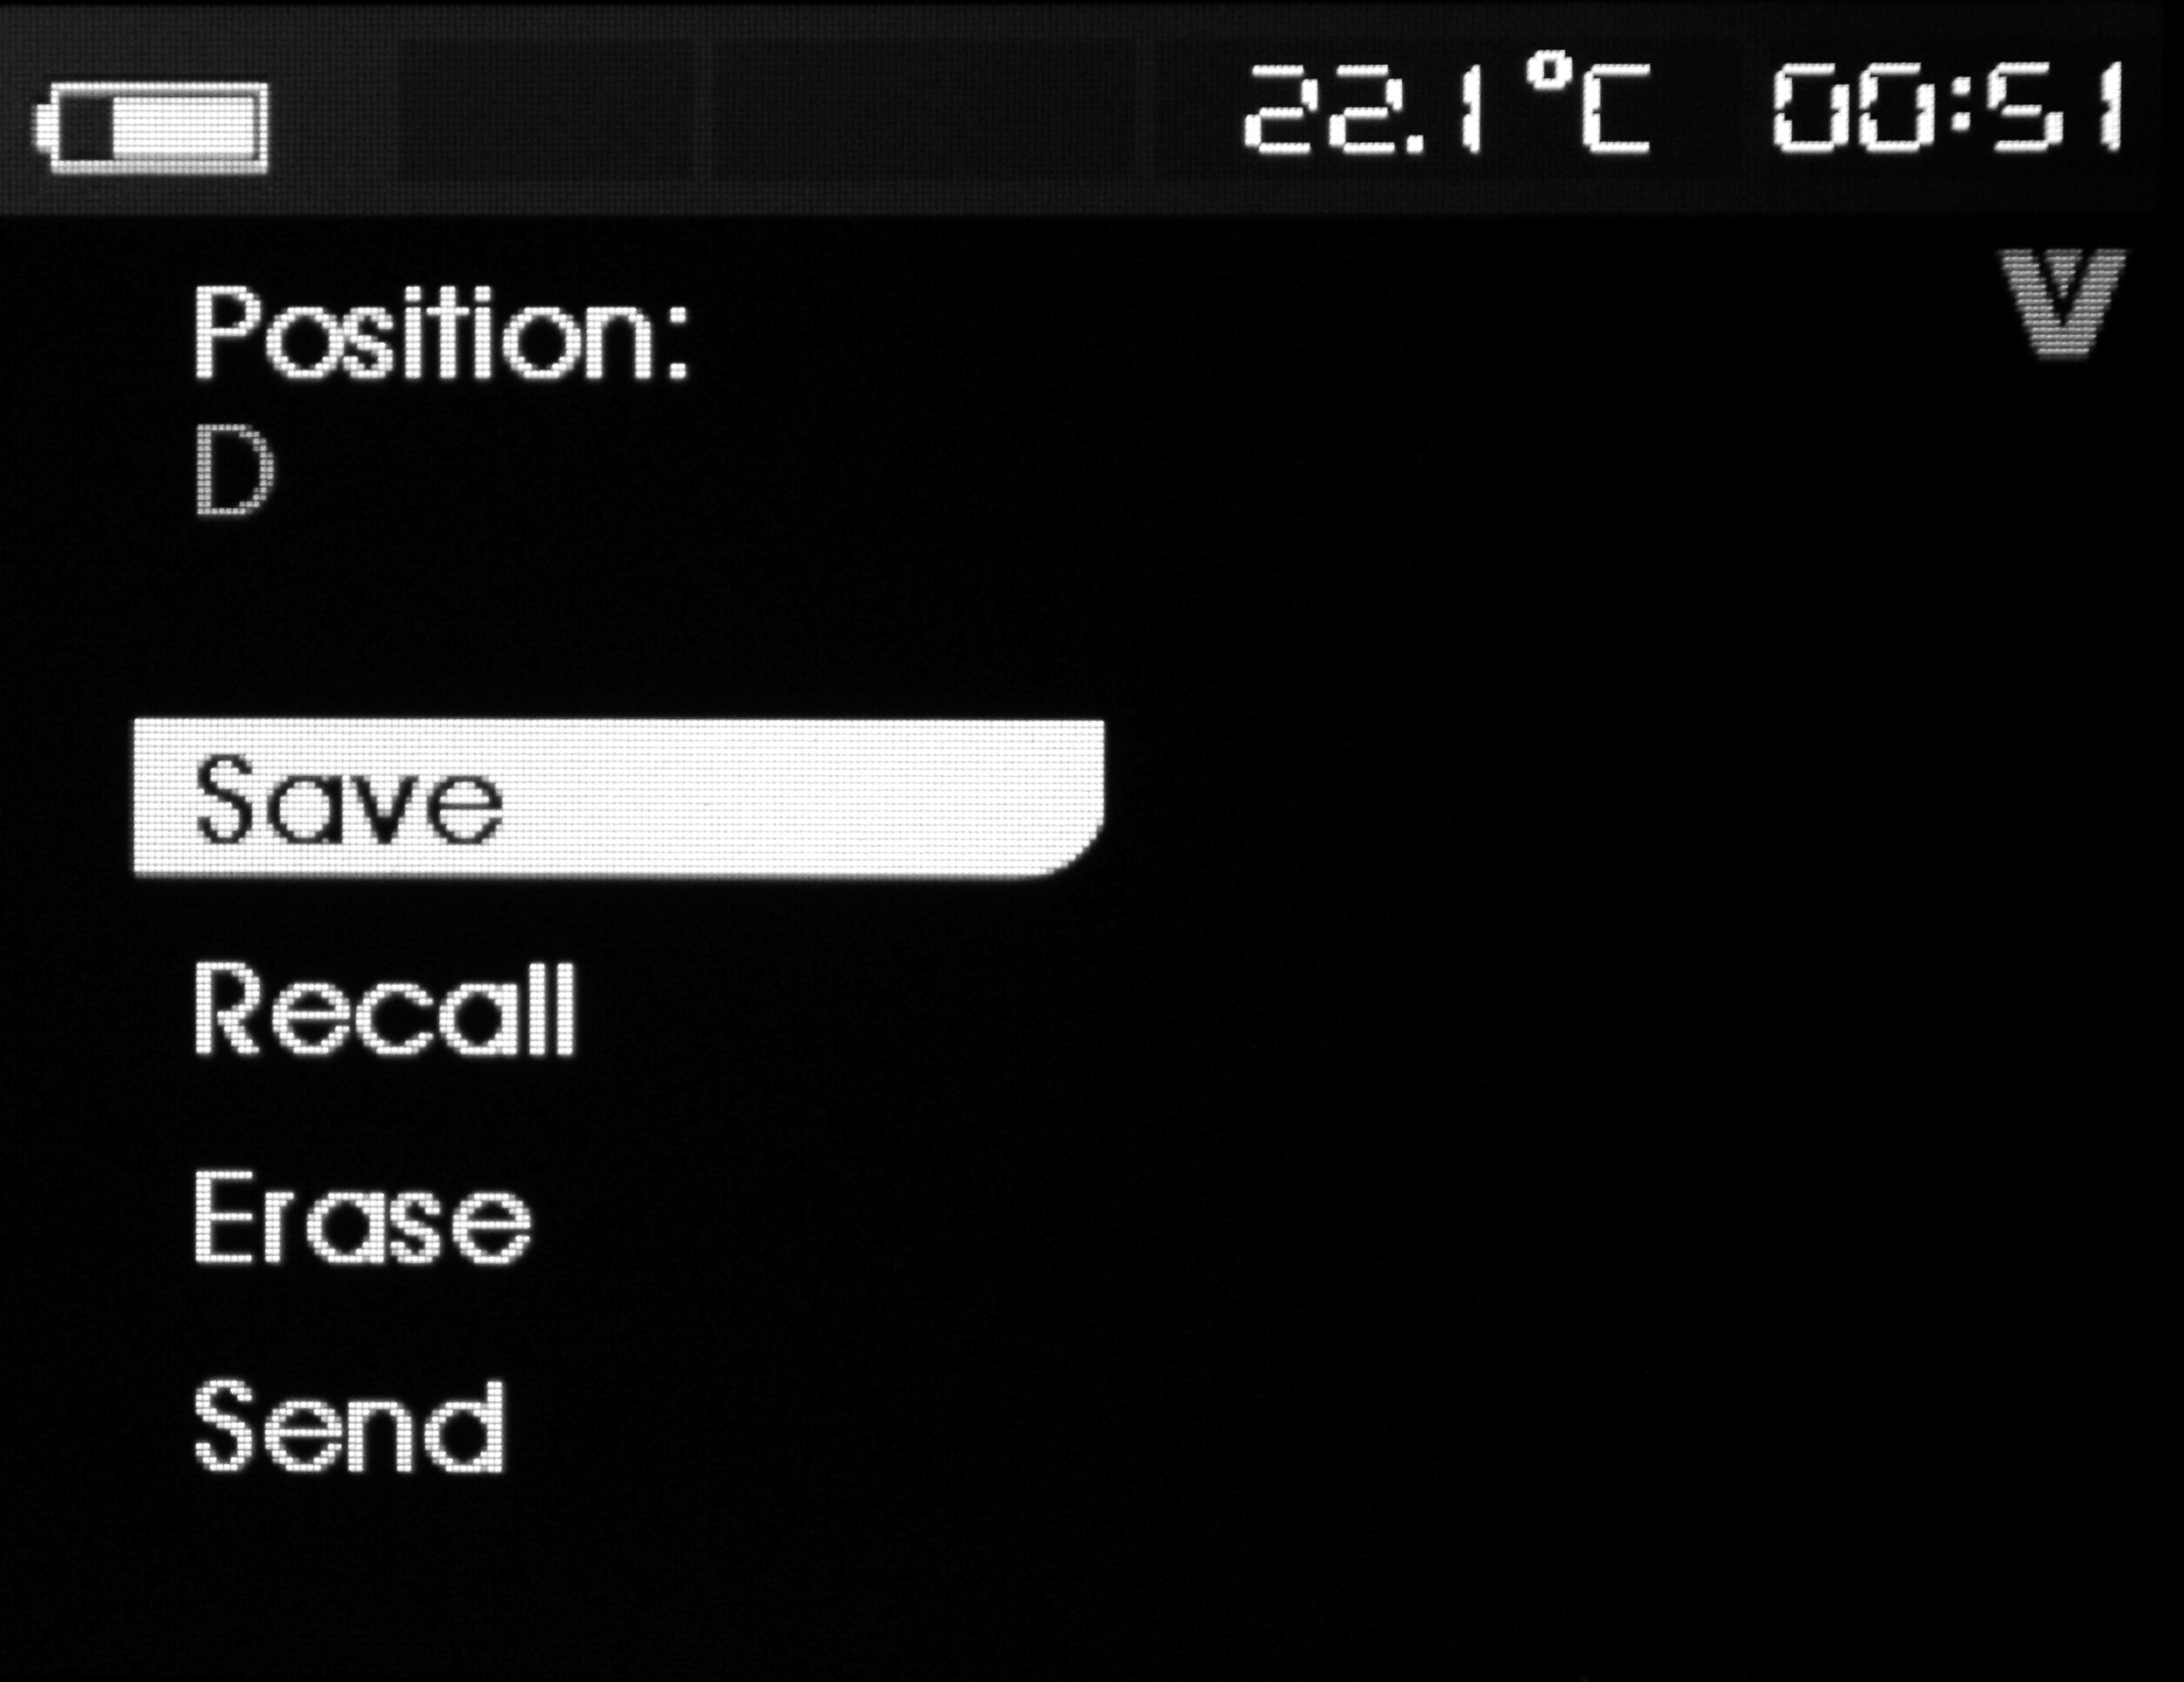 22.1°C 00:51
V
Position:
D
Save
Recall
Erase
Send